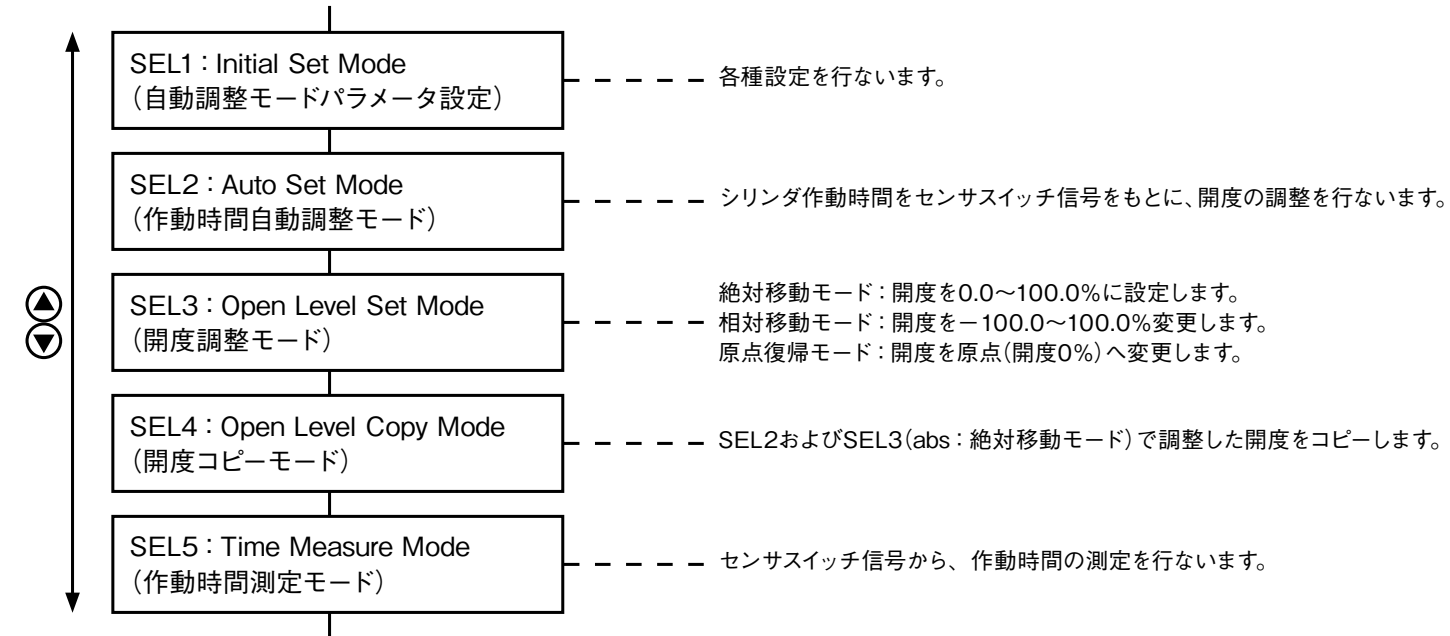 SEL1：Initial Set Mode
（自動調整モードパラメータ設定）
各種設定を行ないます。
SEL2：Auto Set Mode
（作動時間自動調整モード）
シリンダ作動時間をセンサスイッチ信号をもとに、開度の調整を行ないます。
SEL3：Open Level Set Mode
（開度調整モード）
絶対移動モード：開度を0.0～100.0%に設定します。
相対移動モード：開度を－100.0～100.0%変更します。
原点復帰モード：開度を原点（開度0%）へ変更します。
SEL4：Open Level Copy Mode
（開度コピーモード）
SEL2およびSEL3（abs：絶対移動モード）で調整した開度をコピーします。
SEL5：Time Measure Mode
（作動時間測定モード）
センサスイッチ信号から、作動時間の測定を行ないます。